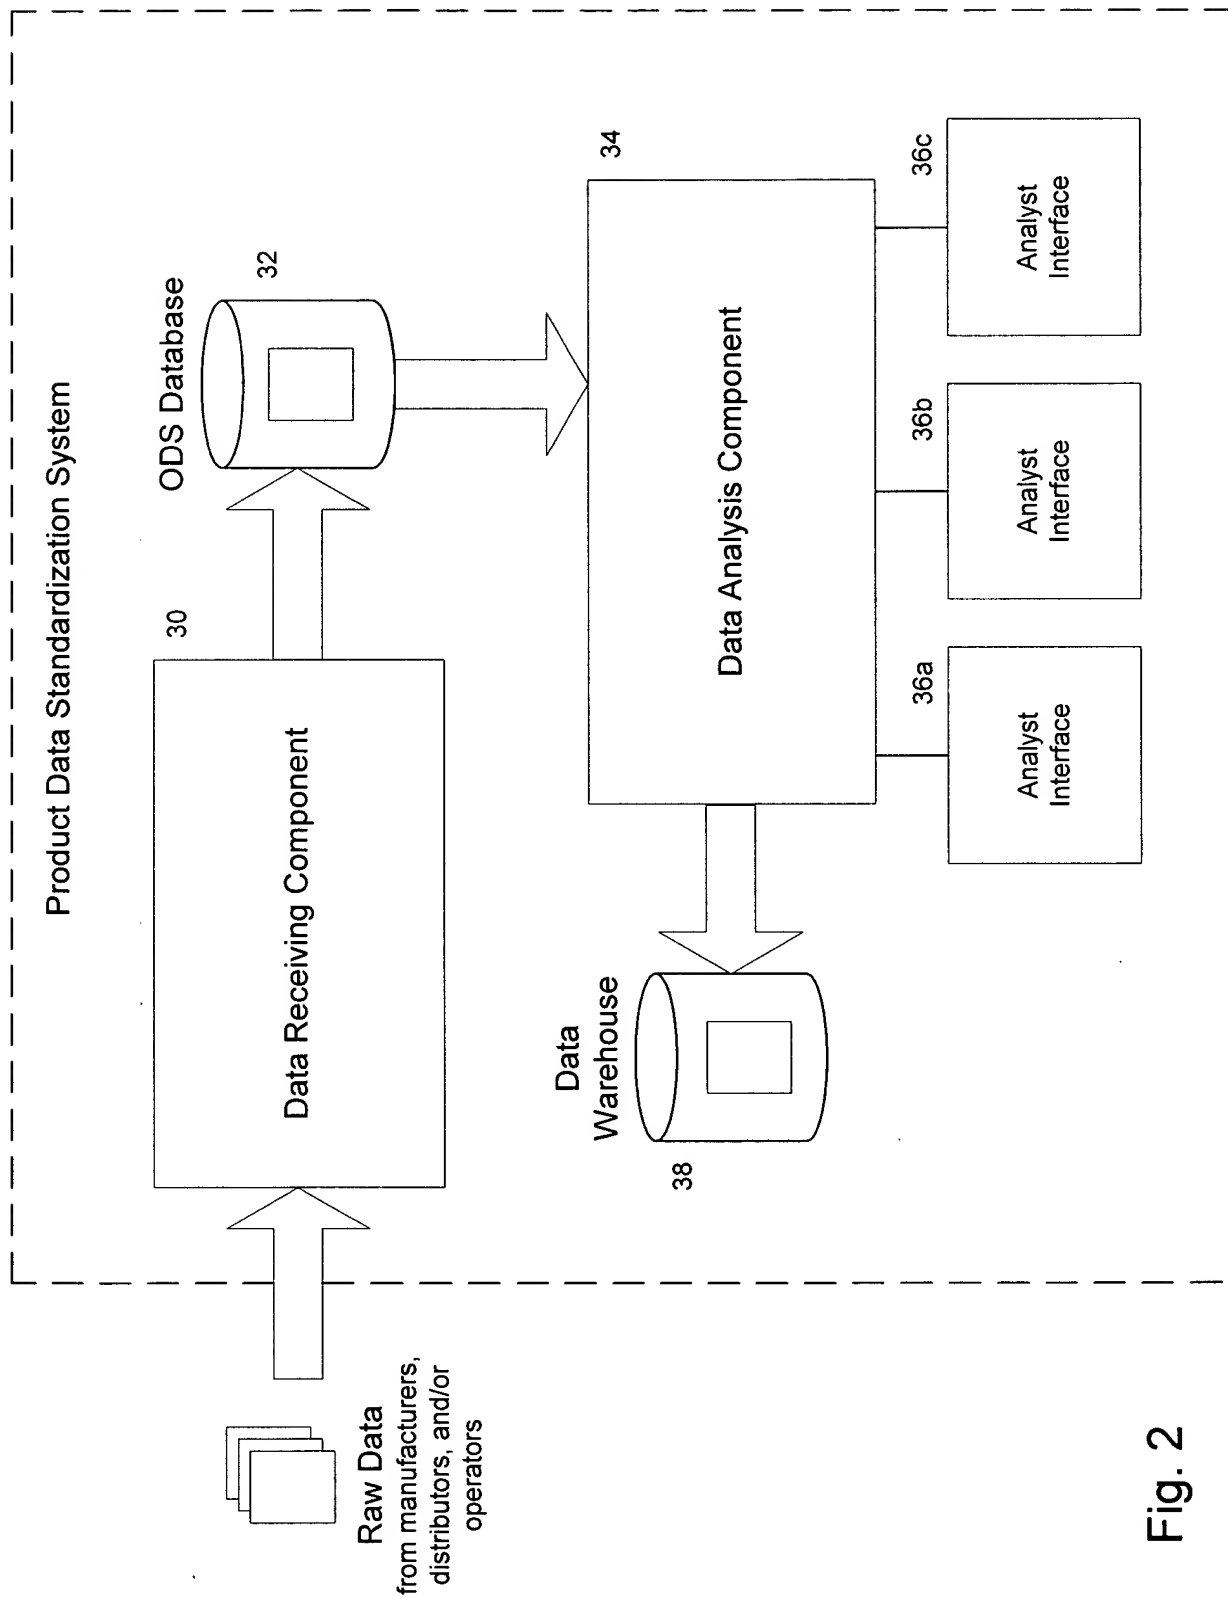 Product Data Standardization System
ODS Database
32
30
Data Receiving Component
Raw Data
from manufacturers,
distributors, and/or
operators
34
Data Analysis Component
Data
Warehouse
38
36a
Analyst
Interface
36b
Analyst
Interface
36c
Analyst
Interface
Fig. 2